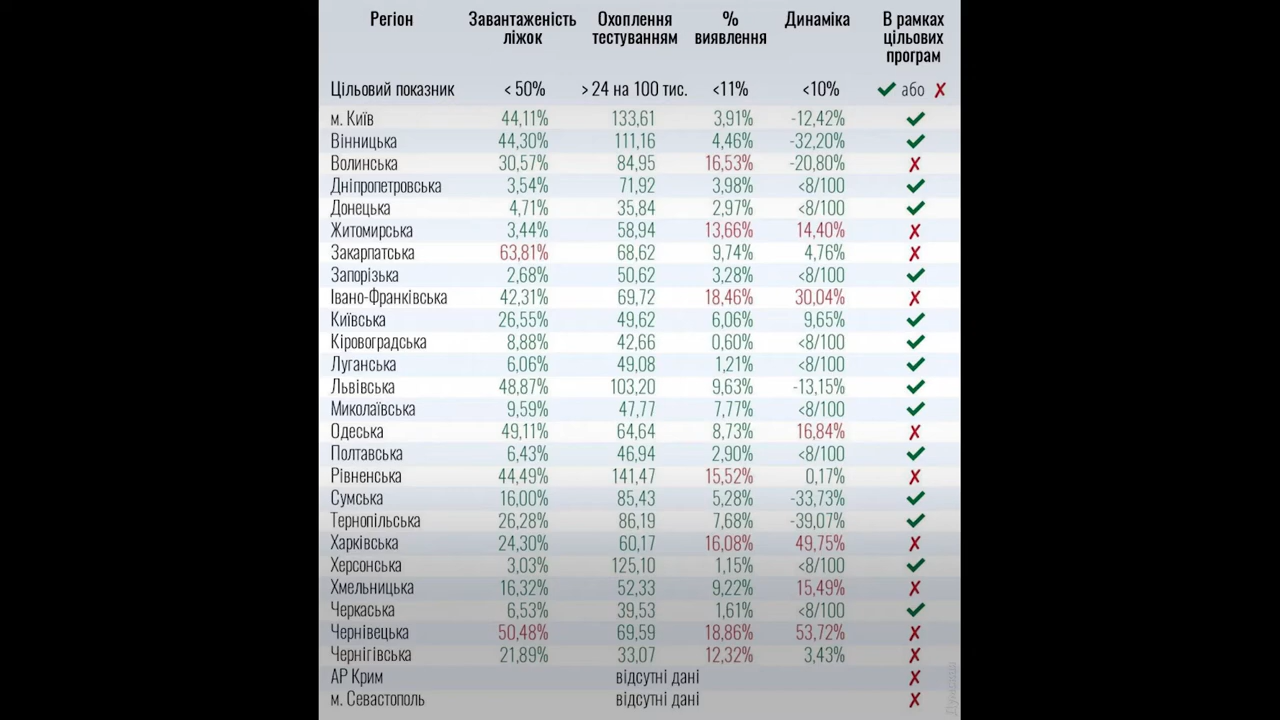 Регіон Завантаженість ліжок Охоплення тестуванням % виявлення Динаміка В рамках цільових програм
Цільовий показник < 50% > 24 на 100 тис. <11% <10% ✔ або ✗
м. Київ 44,11% 133,61 3,91% -12,42% ✔
Вінницька 44,30% 111,16 4,46% -32,20% ✔
Волинська 30,57% 84,95 16,53% -20,80% ✗
Дніпропетровська 3,54% 71,92 3,98% <8/100 ✔
Донецька 4,71% 35,84 2,97% <8/100 ✔
Житомирська 3,44% 58,94 13,66% 14,40% ✗
Закарпатська 63,81% 68,62 9,74% 4,76% ✗
Запорізька 2,68% 50,62 3,28% <8/100 ✔
Івано-Франківська 42,31% 69,72 18,46% 30,04% ✗
Київська 26,55% 49,62 6,06% 9,65% ✔
Кіровоградська 8,88% 42,66 0,60% <8/100 ✔
Луганська 6,06% 49,08 1,21% <8/100 ✔
Львівська 48,87% 103,20 9,63% -13,15% ✔
Миколаївська 9,59% 47,77 7,77% <8/100 ✔
Одеська 49,11% 64,64 8,73% 16,84% ✗
Полтавська 6,43% 46,94 2,90% <8/100 ✔
Рівненська 44,49% 141,47 15,52% 0,17% ✗
Сумська 16,00% 85,43 5,28% -33,73% ✔
Тернопільська 26,28% 86,19 7,68% -39,07% ✔
Харківська 24,30% 60,17 16,08% 49,75% ✗
Херсонська 3,03% 125,10 1,15% <8/100 ✔
Хмельницька 16,32% 52,33 9,22% 15,49% ✗
Черкаська 6,53% 39,53 1,61% <8/100 ✔
Чернівецька 50,48% 69,59 18,86% 53,72% ✗
Чернігівська 21,89% 33,07 12,32% 3,43% ✗
АР Крим відсутні дані ✗
м. Севастополь відсутні дані ✗